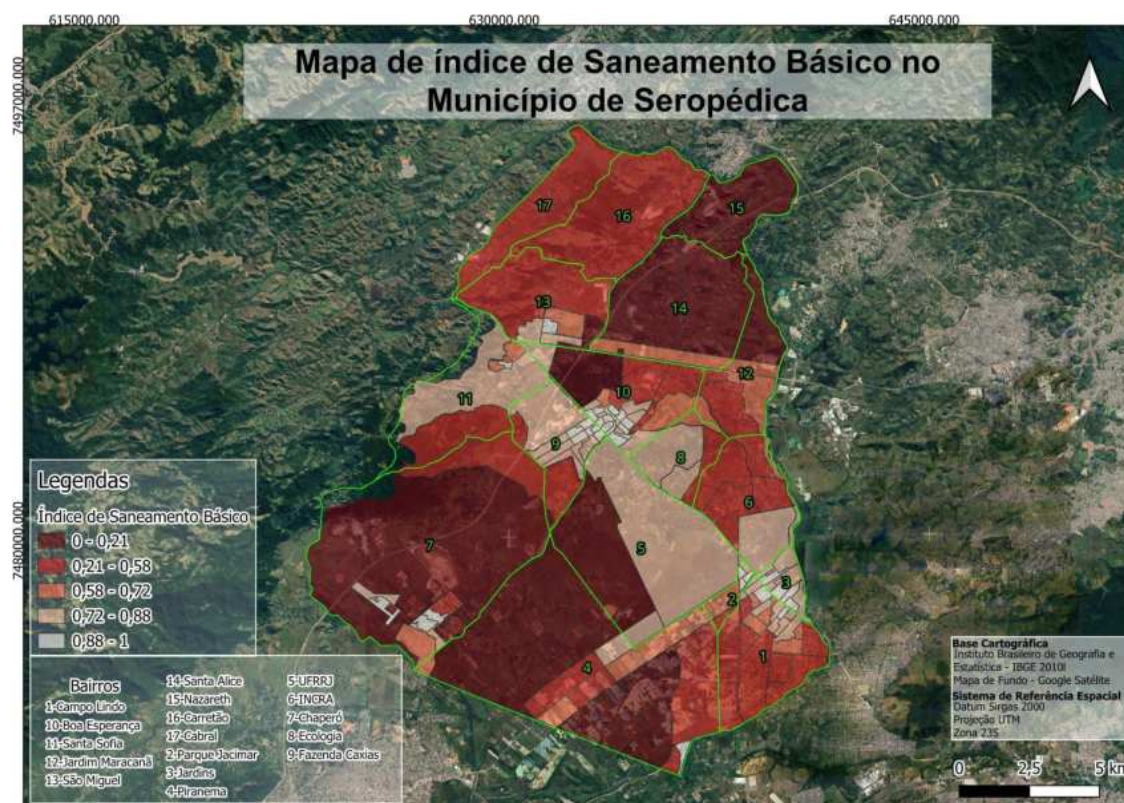 615000.000
630000.000
645000.000
7497000.000
7480000.000
Mapa de índice de Saneamento Básico no
Município de Seropédica
17
16
15
14
13
12
10
11
9
8
6
7
5
3
2
4
1
Legendas
Índice de Saneamento Básico
0 - 0,21
0,21 - 0,58
0,58 - 0,72
0,72 - 0,88
0,88 - 1
Bairros
1-Campo Lindo
10-Boa Esperança
11-Santa Sofia
12-Jardim Maracanã
13-São Miguel
14-Santa Alice
15-Nazareth
16-Carretão
17-Cabral
2-Parque Jacimar
3-Jardins
4-Piranema
5-UFRRJ
6-INCRA
7-Chaperó
8-Ecologia
9-Fazenda Caxias
Base Cartográfica
Instituto Brasileiro de Geografia e
Estatística - IBGE 2010l
Mapa de Fundo - Google Satélite
Sistema de Referência Espacial
Datum Sirgas 2000
Projeção UTM
Zona 23S
0 2,5 5 km